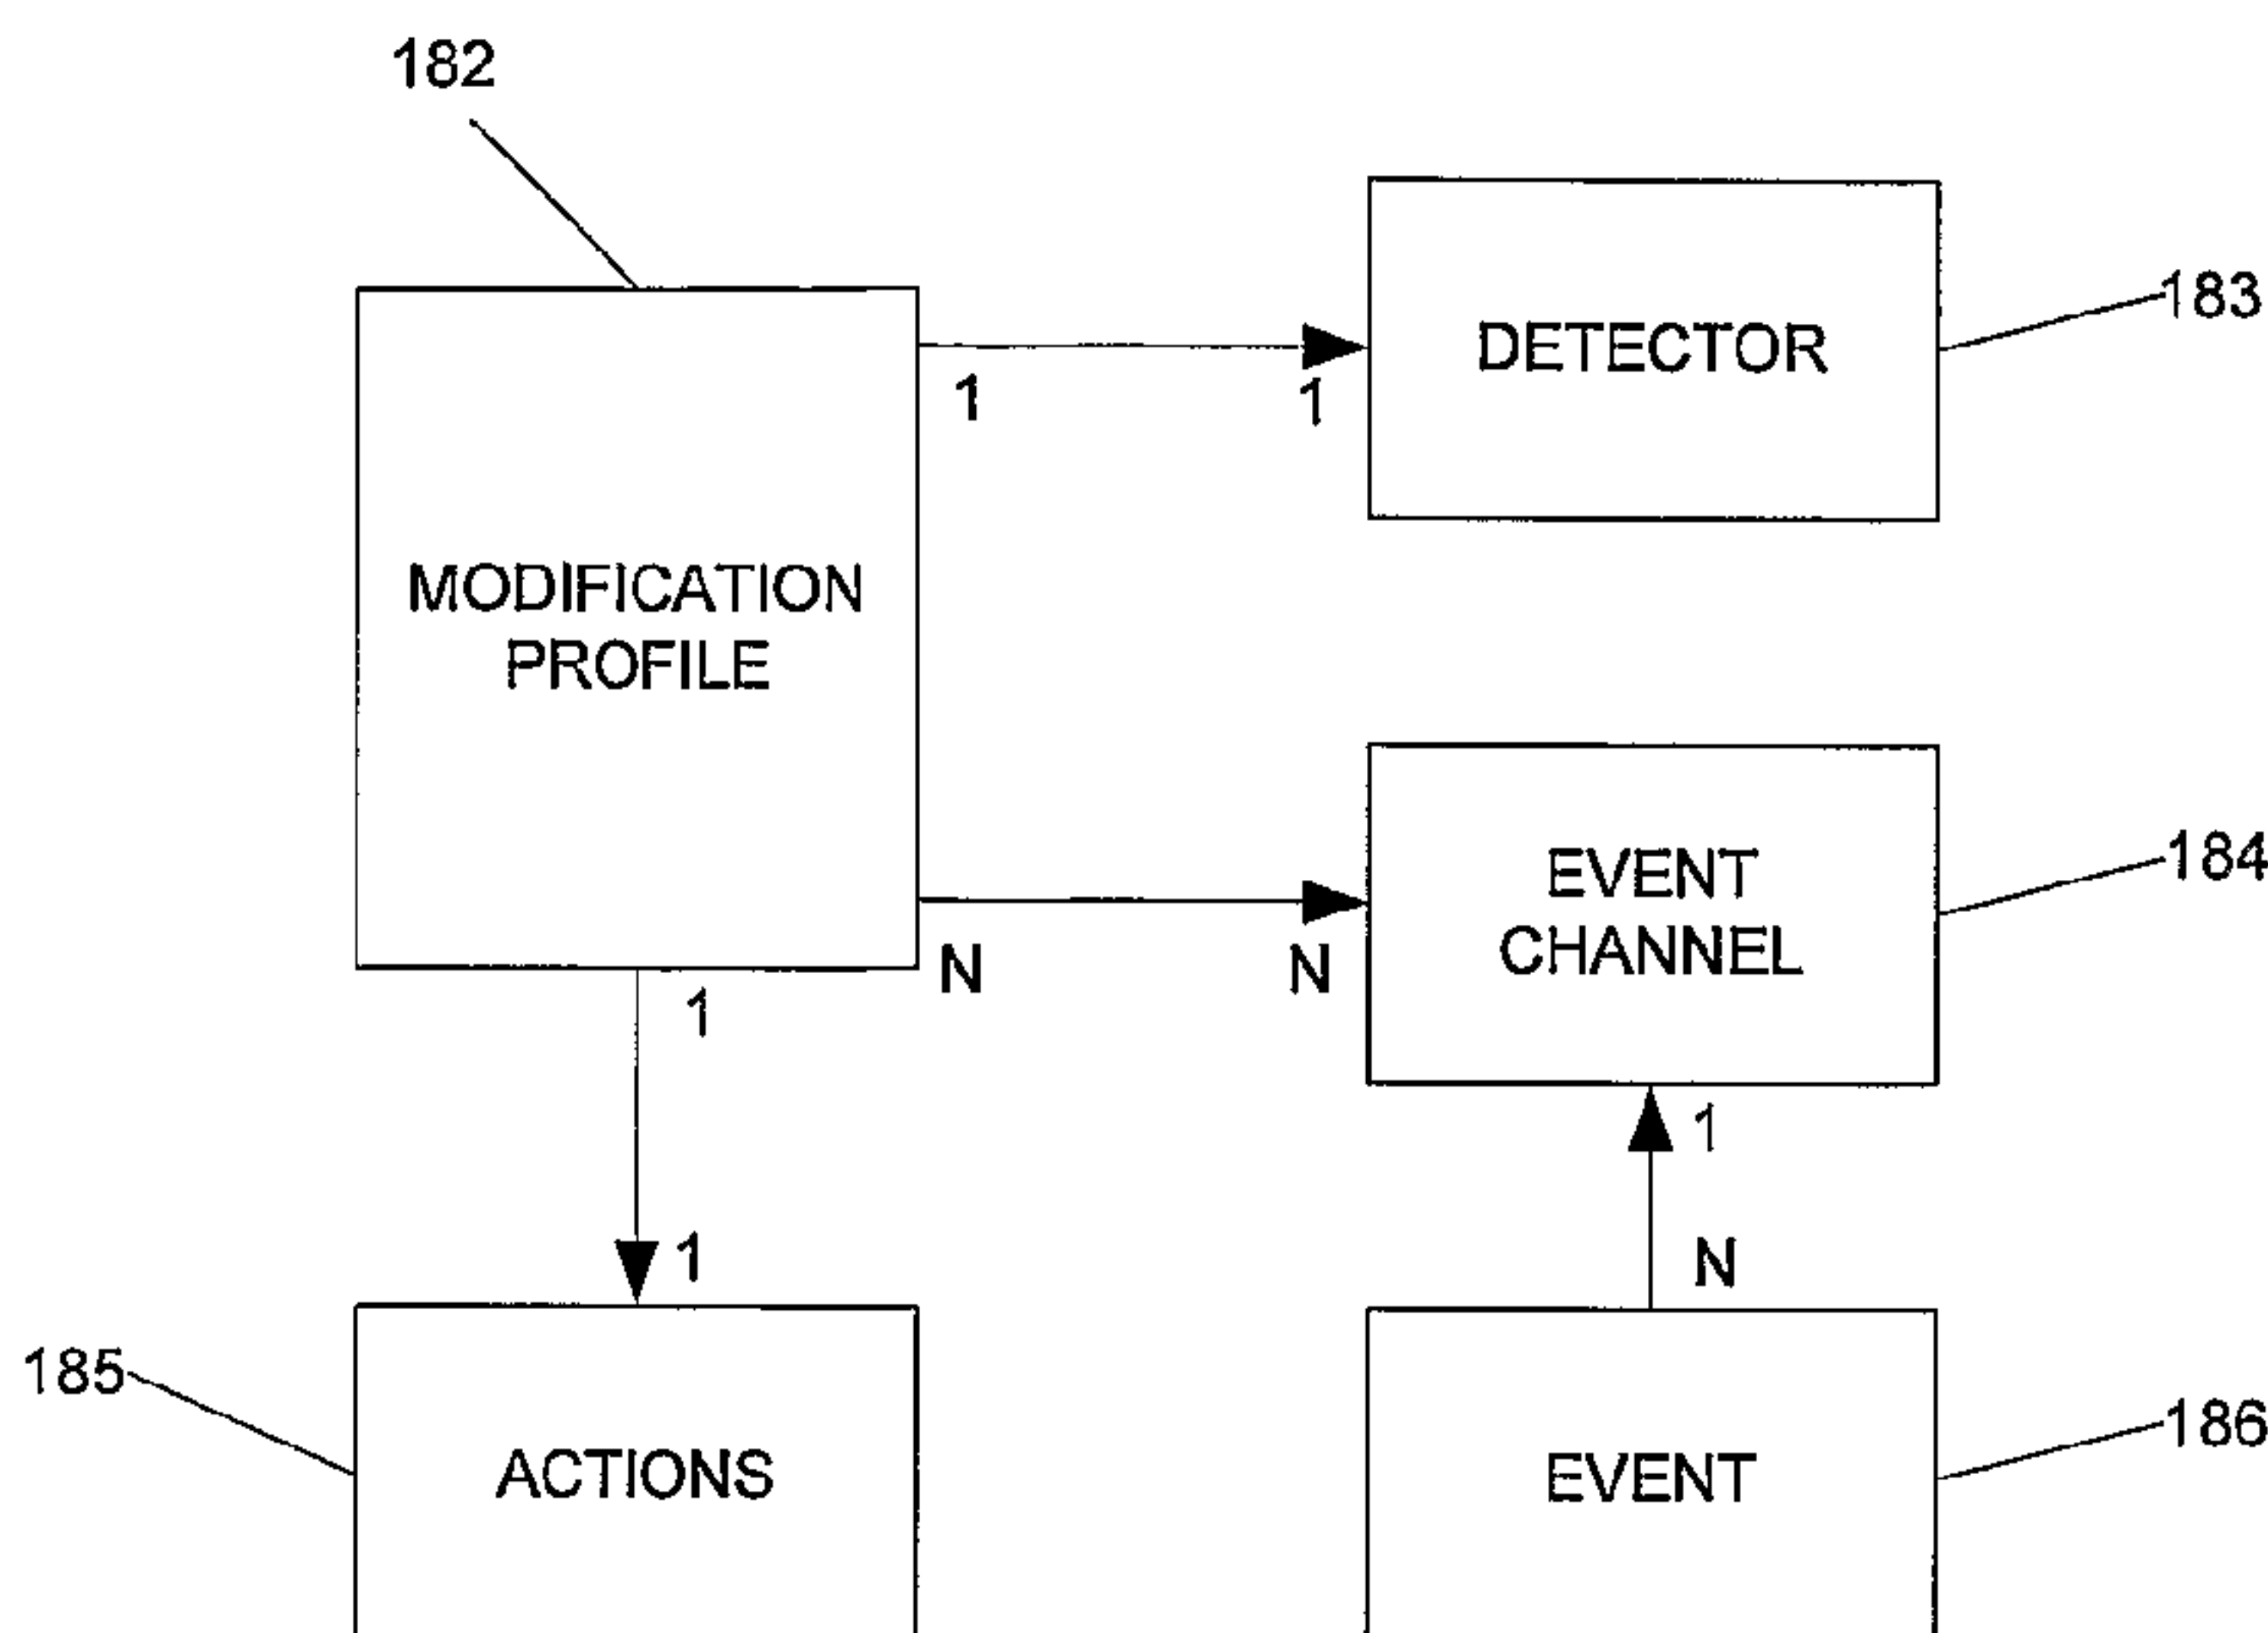 182
183
DETECTOR
1
1
MODIFICATION
PROFILE
184
EVENT
CHANNEL
N
N
1
1
1
N
185
186
ACTIONS
EVENT